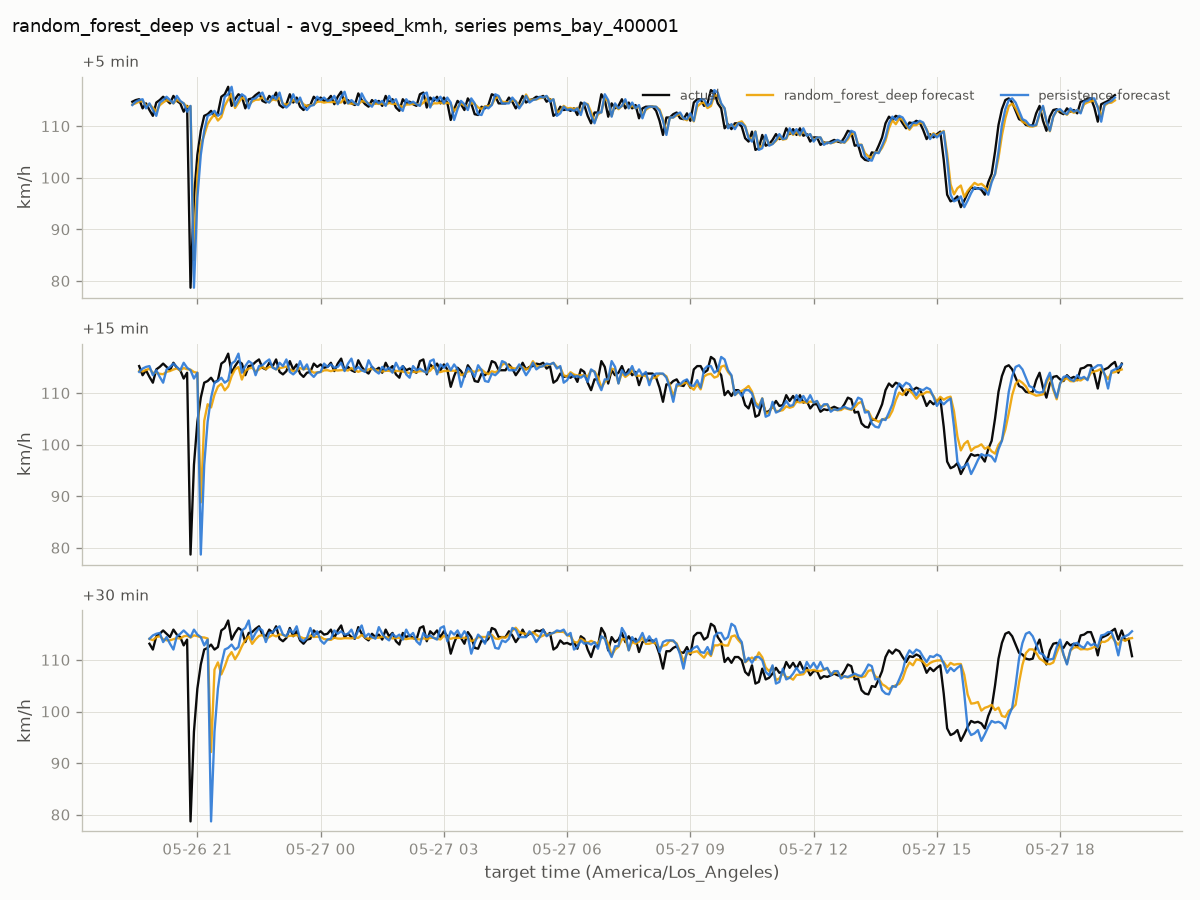 random_forest_deep vs actual - avg_speed_kmh, series pems_bay_400001
+5 min
actual random_forest_deep forecast persistence forecast
110
100
90
80
km/h
+15 min
110
100
90
80
km/h
+30 min
110
100
90
80
km/h
05-26 21 05-27 00 05-27 03 05-27 06 05-27 09 05-27 12 05-27 15 05-27 18
target time (America/Los_Angeles)